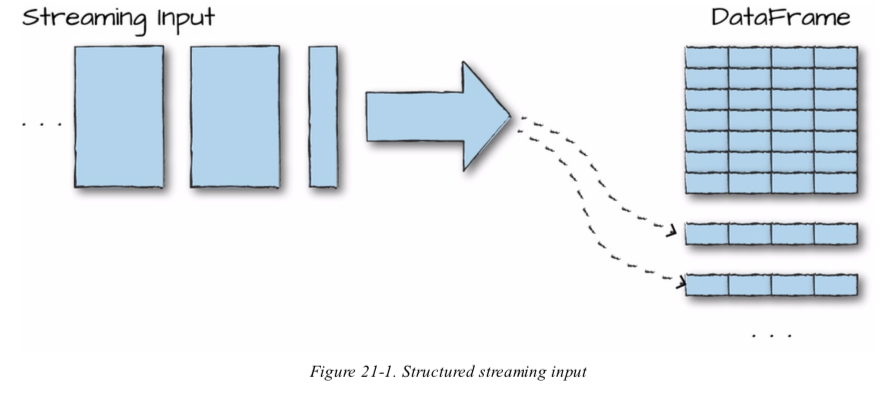 Streaming Input
DataFrame
. . .
. . .
Figure 21-1. Structured streaming input